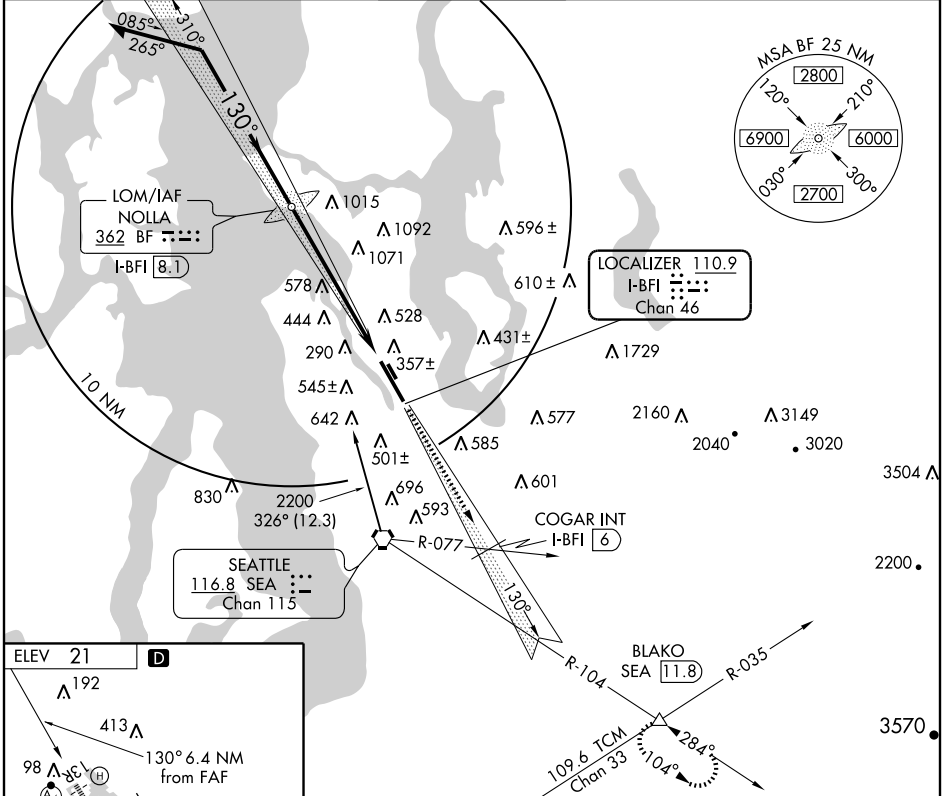 085°
265°
310°
130°
MSA BF 25 NM
2800
120°
210°
6900
6000
030°
300°
2700
LOM/IAF
NOLLA
362 BF
I-BFI 8.1
1015
1092
1071
596 ±
610 ±
LOCALIZER 110.9
I-BFI
Chan 46
578
444
528
290
357±
431±
1729
545±
10 NM
642
577
2160
3149
585
2040
3020
501±
830
2200
326° (12.3)
696
593
601
3504
COGAR INT
I-BFI 6
R-077
SEATTLE
116.8 SEA
Chan 115
2200
130°
ELEV 21
D
192
413
130° 6.4 NM
from FAF
98
13R
H
A
BLAKO
SEA 11.8
R-104
R-035
284°
104°
109.6 TCM
Chan 33
3570